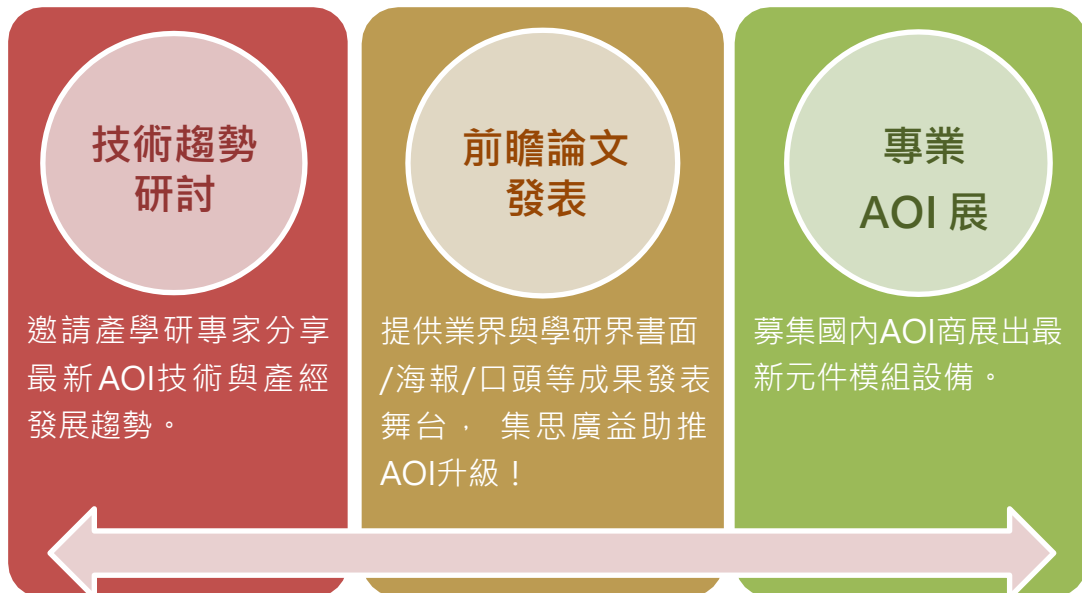 技術趨勢
研討
邀請產學研專家分享
最新AOI技術與產經
發展趨勢。
前瞻論文
發表
提供業界與學研界書面
/海報/口頭等成果發表
舞台， 集思廣益助推
AOI升級！
專業
AOI 展
募集國內AOI商展出最
新元件模組設備。